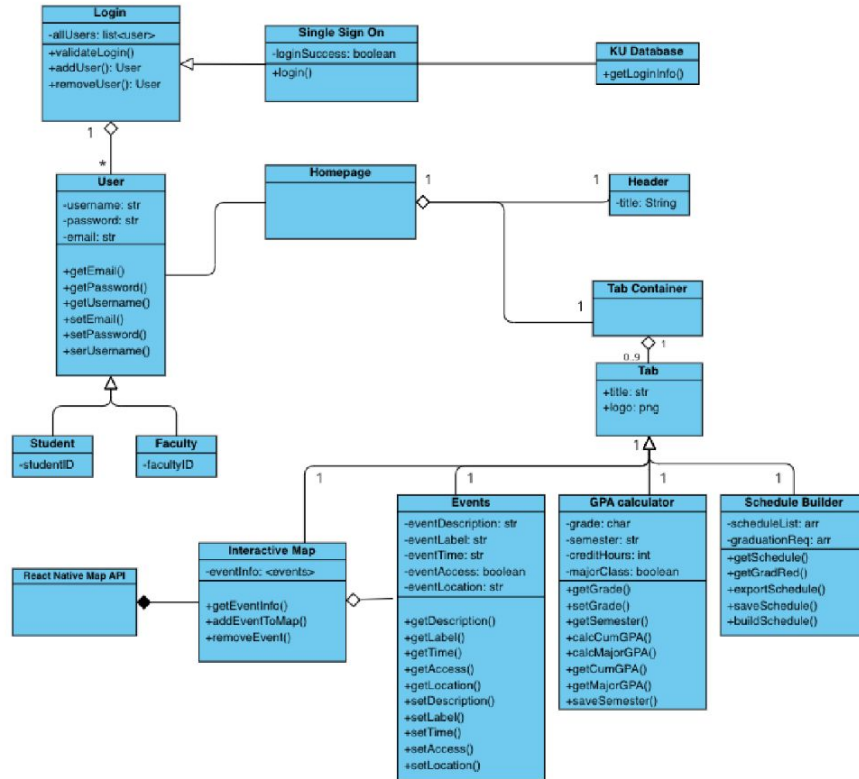 Login
-allUsers: list<user>
+validateLogin()
+addUser(): User
+removeUser(): User
Single Sign On
-loginSuccess: boolean
+login()
KU Database
+getLoginInfo()
1
*
User
-username: str
-password: str
-email: str
+getEmail()
+getPassword()
+getUsername()
+setEmail()
+setPassword()
+serUsername()
Homepage
1
1
Header
-title: String
1
Tab Container
1
0..9
Tab
+title: str
+logo: png
Student
-studentID
Faculty
-facultyID
1
1
1
1
1
React Native Map API
Interactive Map
-eventInfo: <events>
+getEventInfo()
+addEventToMap()
+removeEvent()
Events
-eventDescription: str
-eventLabel: str
-eventTime: str
-eventAccess: boolean
-eventLocation: str
+getDescription()
+getLabel()
+getTime()
+getAccess()
+getLocation()
+setDescription()
+setLabel()
+setTime()
+setAccess()
+setLocation()
GPA calculator
-grade: char
-semester: str
-creditHours: int
-majorClass: boolean
+getGrade()
+setGrade()
+getSemester()
+calcCumGPA()
+calcMajorGPA()
+getCumGPA()
+getMajorGPA()
+saveSemester()
Schedule Builder
-scheduleList: arr
-graduationReq: arr
+getSchedule()
+getGradRed()
+exportSchedule()
+saveSchedule()
+buildSchedule()